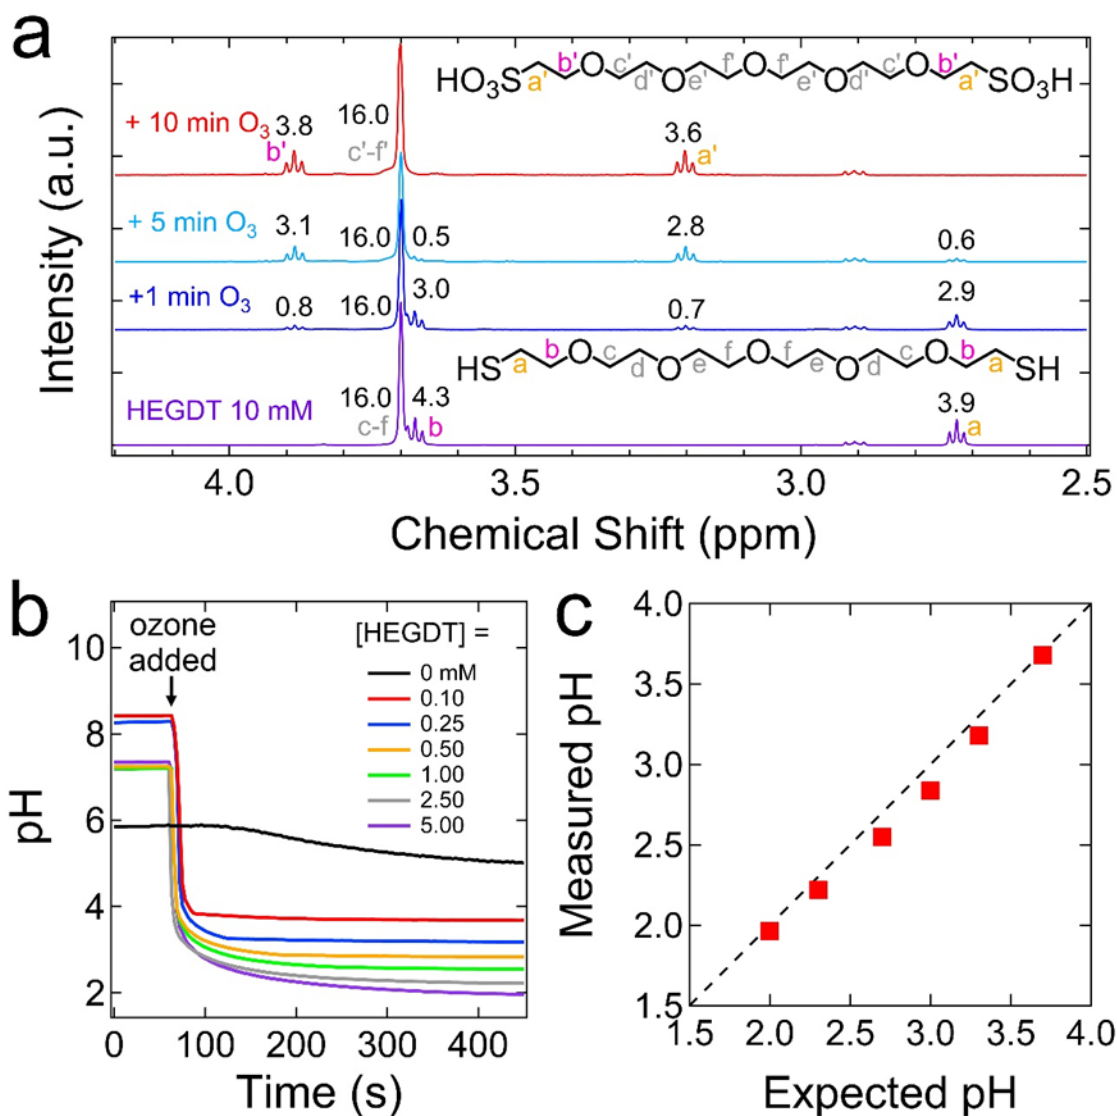 a
Intensity (a.u.)
HO₃S a' b' O c' d' O e' f' O f' e' O d' c' O b' a' SO₃H
+ 10 min O₃
3.8
b'
16.0
c'-f'
3.6
a'
+ 5 min O₃
3.1
16.0
0.5
2.8
0.6
+1 min O₃
0.8
16.0
3.0
0.7
2.9
HS a b O c d O e f O f e O d c O b a SH
HEGDT 10 mM
16.0
c-f
4.3
b
3.9
a
4.0 3.5 3.0 2.5
Chemical Shift (ppm)
b
pH
10
8
6
4
2
ozone
added
[HEGDT] =
0 mM
0.10
0.25
0.50
1.00
2.50
5.00
0 100 200 300 400
Time (s)
c
Measured pH
4.0
3.5
3.0
2.5
2.0
1.5
1.5 2.0 2.5 3.0 3.5 4.0
Expected pH